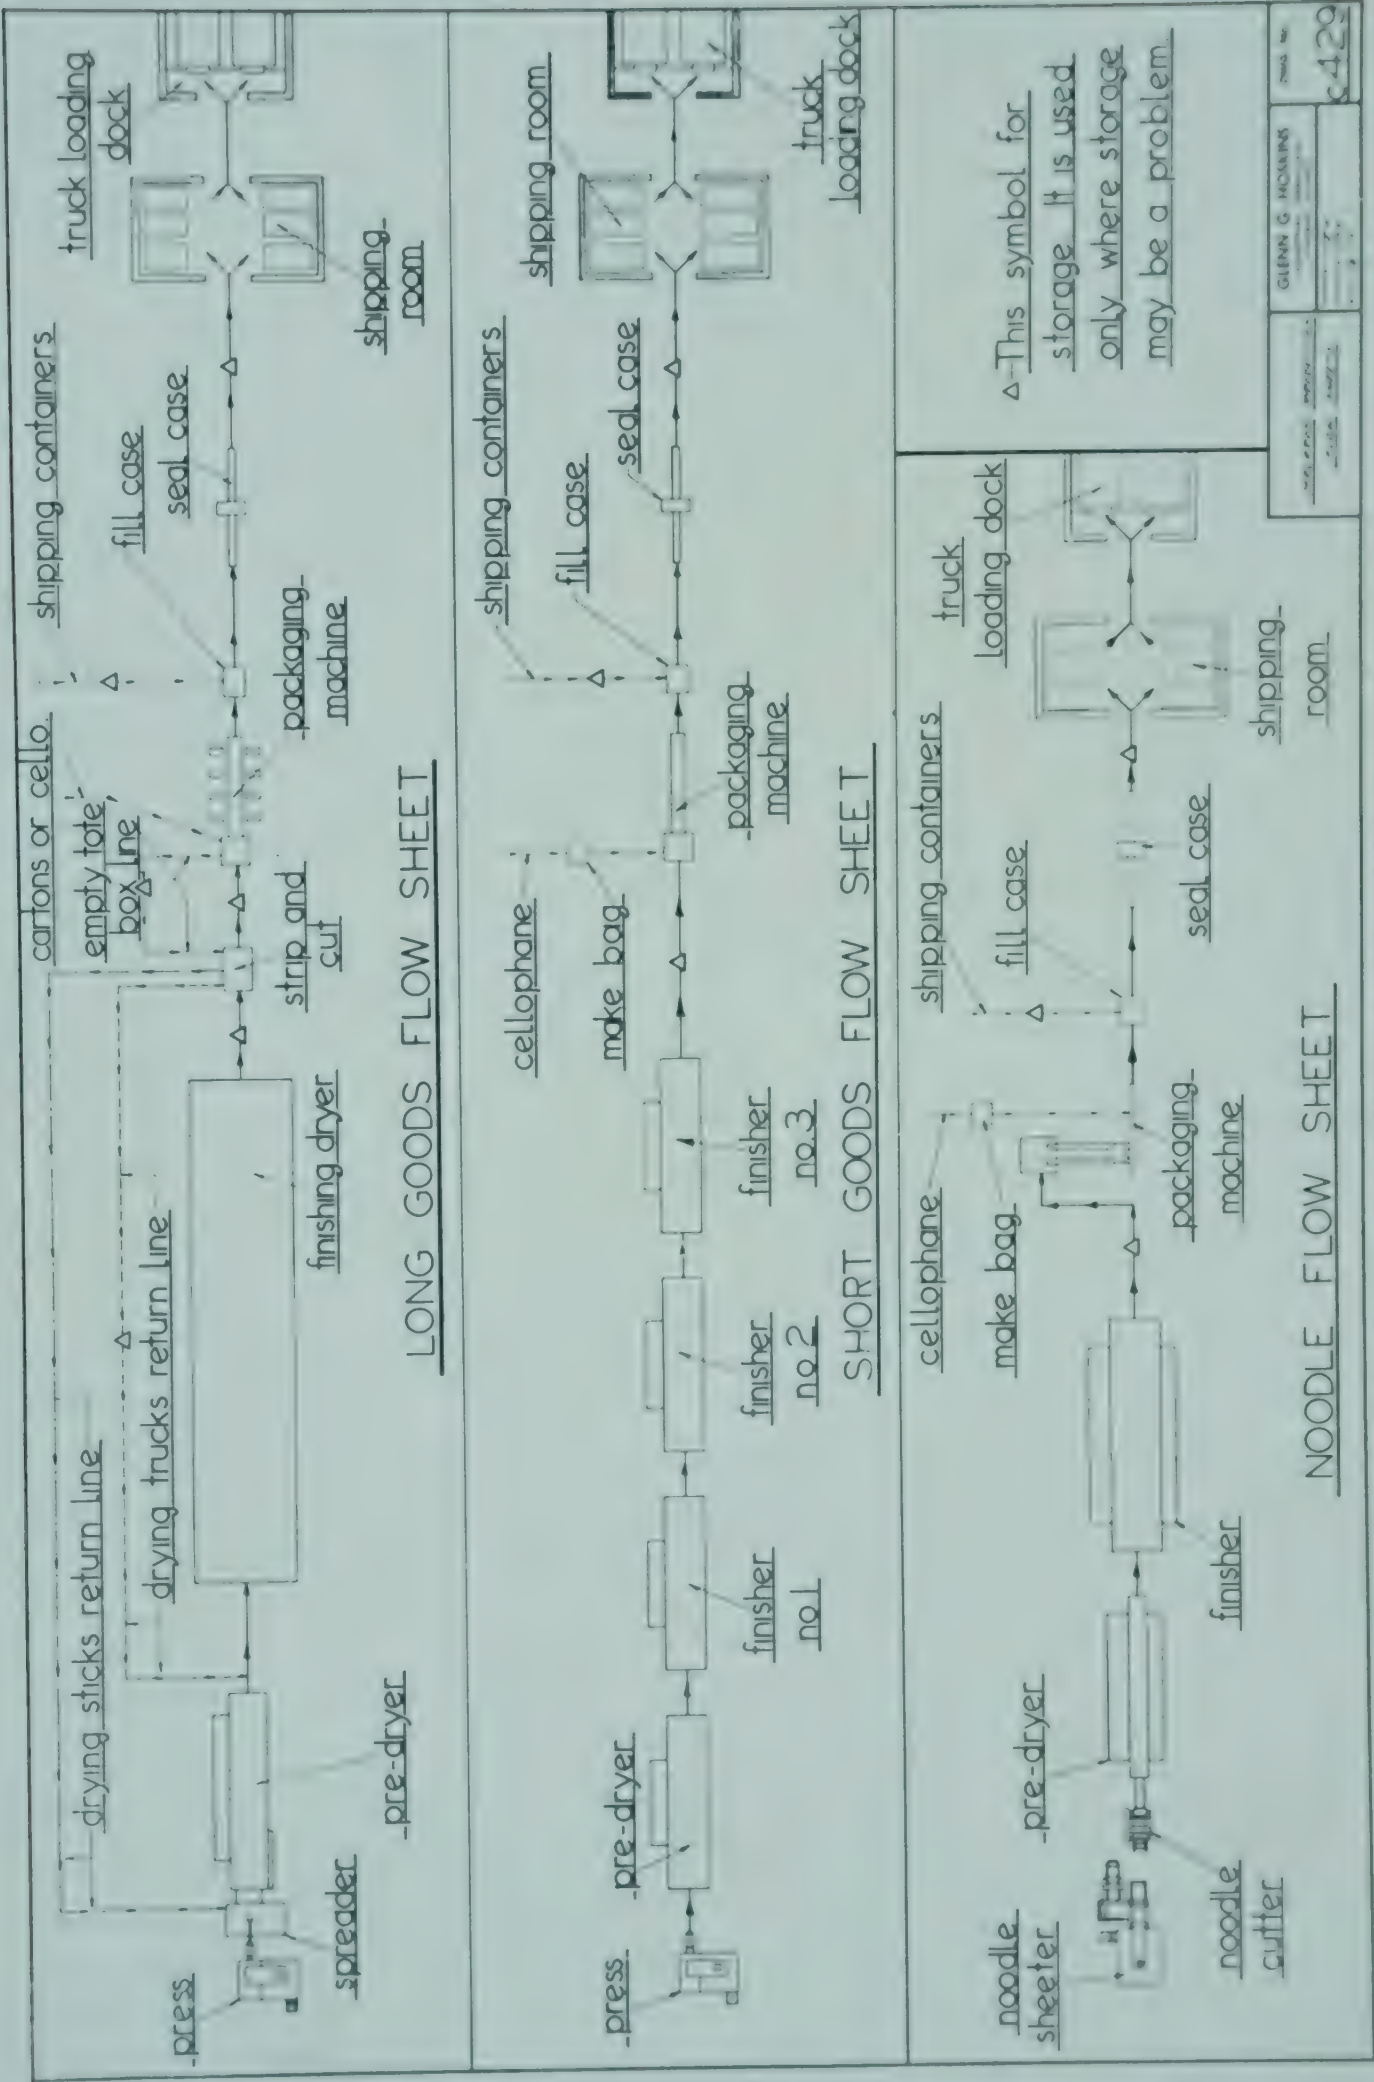 press
spreader
pre-dryer
drying sticks return line
drying trucks return line
finishing dryer
strip and
cut
cartons or cello.
empty tote
box line
packaging
machine
shipping containers
fill case
seal case
shipping
room
truck loading
dock
LONG GOODS FLOW SHEET
press
pre-dryer
finisher
no.1
finisher
no.2
finisher
no.3
cellophane
make bag
packaging
machine
shipping containers
fill case
seal case
shipping room
truck
loading dock
SHORT GOODS FLOW SHEET
noodle
sheeter
noodle
cutter
pre-dryer
finisher
cellophane
make bag
packaging
machine
shipping containers
fill case
seal case
shipping
room
truck
loading dock
NOODLE FLOW SHEET
△-This symbol for
storage. It is used
only where storage
may be a problem.
GLENN G HOSKINS
C429